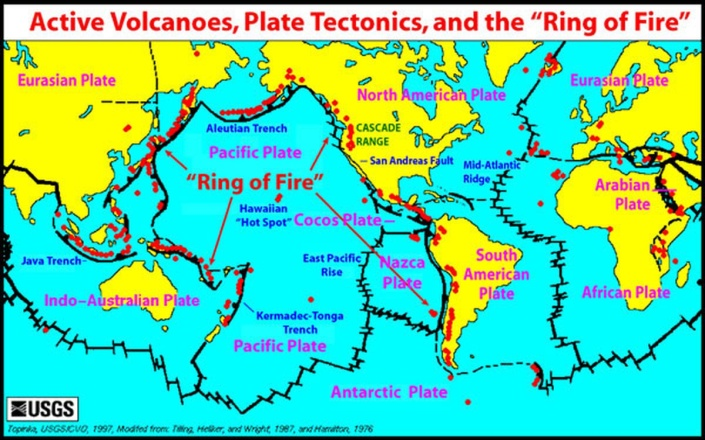 Active Volcanoes, Plate Tectonics, and the “Ring of Fire”
Eurasian Plate
North American Plate
Eurasian Plate
Aleutian Trench
CASCADE
RANGE
Pacific Plate
San Andreas Fault
Mid-Atlantic
Ridge
“Ring of Fire”
Arabian
Plate
Hawaiian
“Hot Spot”
Cocos Plate
Java Trench
East Pacific
Rise
Nazca
Plate
South
American
Plate
Indo-Australian Plate
African Plate
Kermadec-Tonga
Trench
Pacific Plate
Antarctic Plate
USGS
Topinka, USGS/CVO, 1997, Modified from: Tilling, Heliker, and Wright, 1987, and Hamilton, 1976